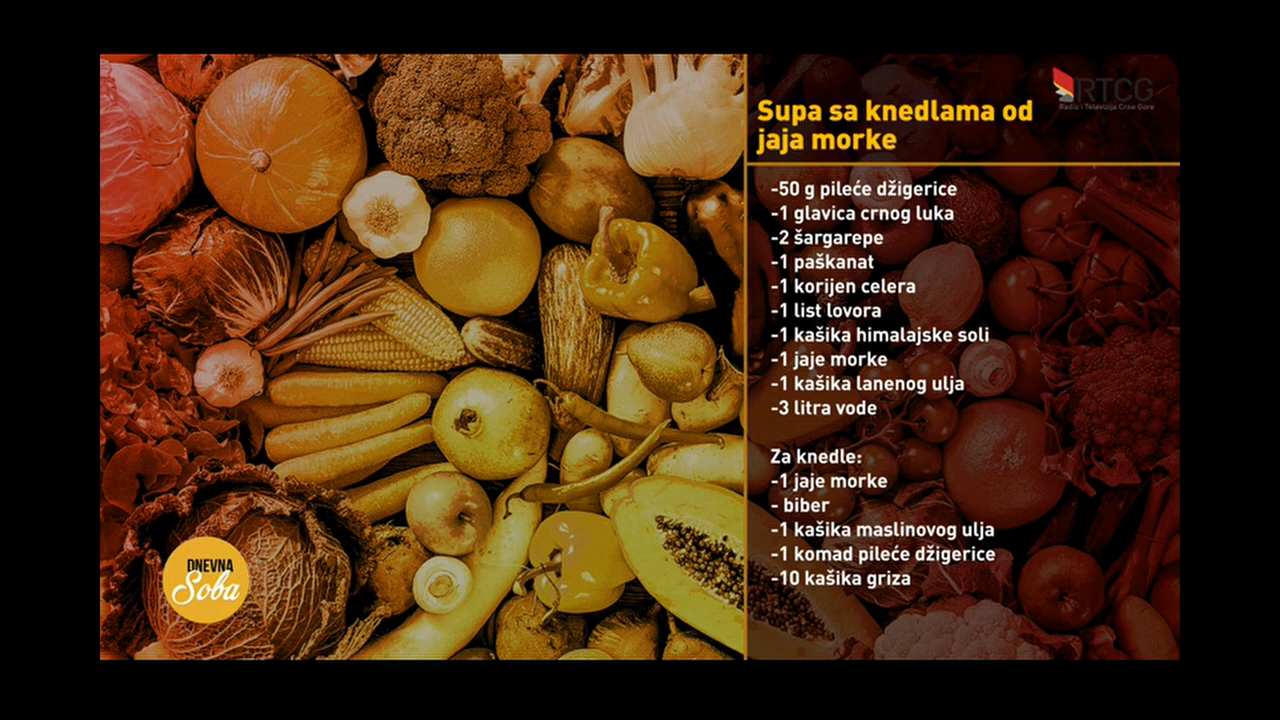 RTCG
Radio i Televizija Crne Gore
Supa sa knedlama od
jaja morke
-50 g pileće džigerice
-1 glavica crnog luka
-2 šargarepe
-1 paškanat
-1 korijen celera
-1 list lovora
-1 kašika himalajske soli
-1 jaje morke
-1 kašika lanenog ulja
-3 litra vode
Za knedle:
-1 jaje morke
- biber
-1 kašika maslinovog ulja
-1 komad pileće džigerice
-10 kašika griza
DNEVNA
Soba